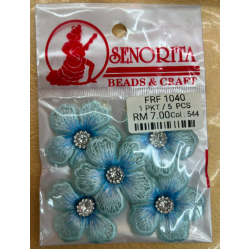 SENORITA
BEADS & CRAFT
FRF 1040
1 PKT / 5 PCS
RM 7.00 Col: 544